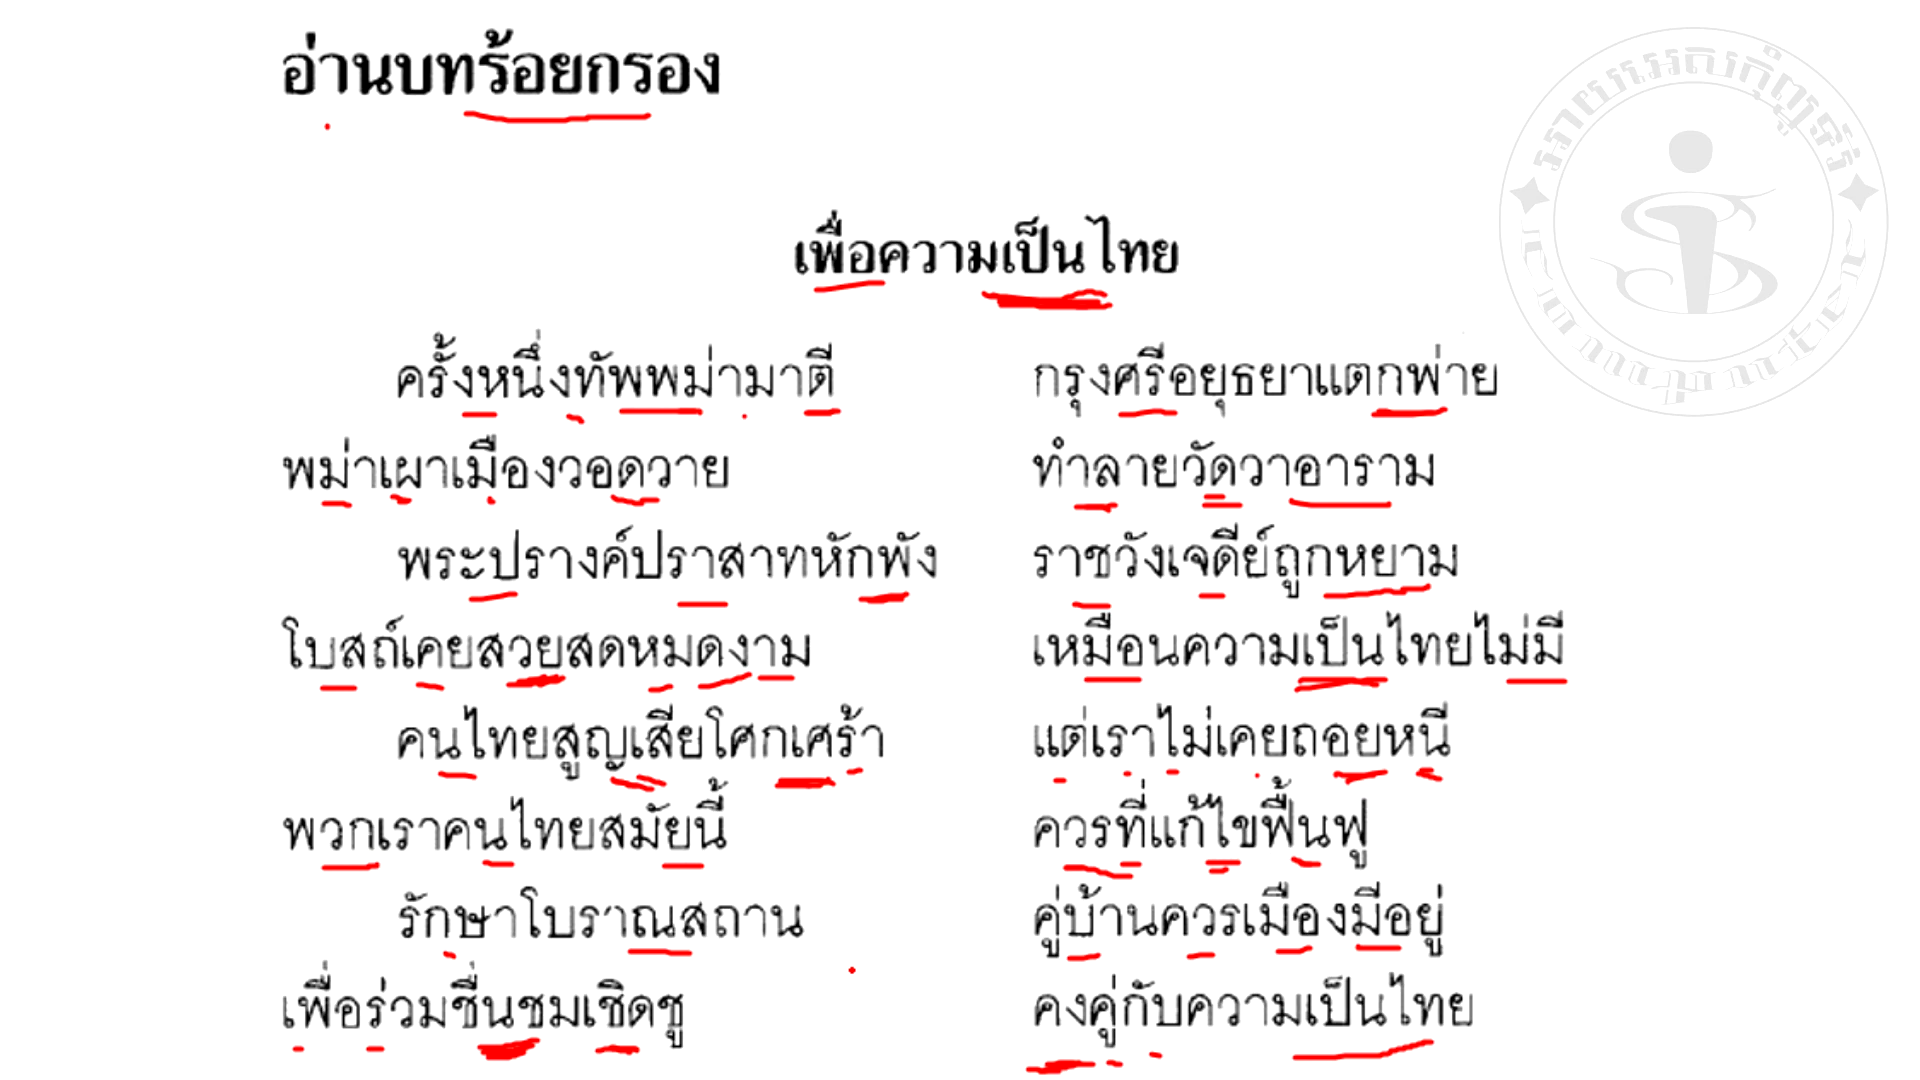 อ่านบทร้อยกรอง
เพื่อความเป็นไทย
ครั้งหนึ่งทัพพม่ามาตี กรุงศรีอยุธยาแตกพ่าย
พม่าเผาเมืองวอดวาย ทำลายวัดวาอาราม
พระปรางค์ปราสาทหักพัง ราชวังเจดีย์ถูกหยาม
โบสถ์เคยสวยสดหมดงาม เหมือนความเป็นไทยไม่มี
คนไทยสูญเสียโศกเศร้า แต่เราไม่เคยถอยหนี
พวกเราคนไทยสมัยนี้ ควรที่แก้ไขฟื้นฟู
รักษาโบราณสถาน คู่บ้านควรเมืองมีอยู่
เพื่อร่วมชื่นชมเชิดชู คงคู่กับความเป็นไทย